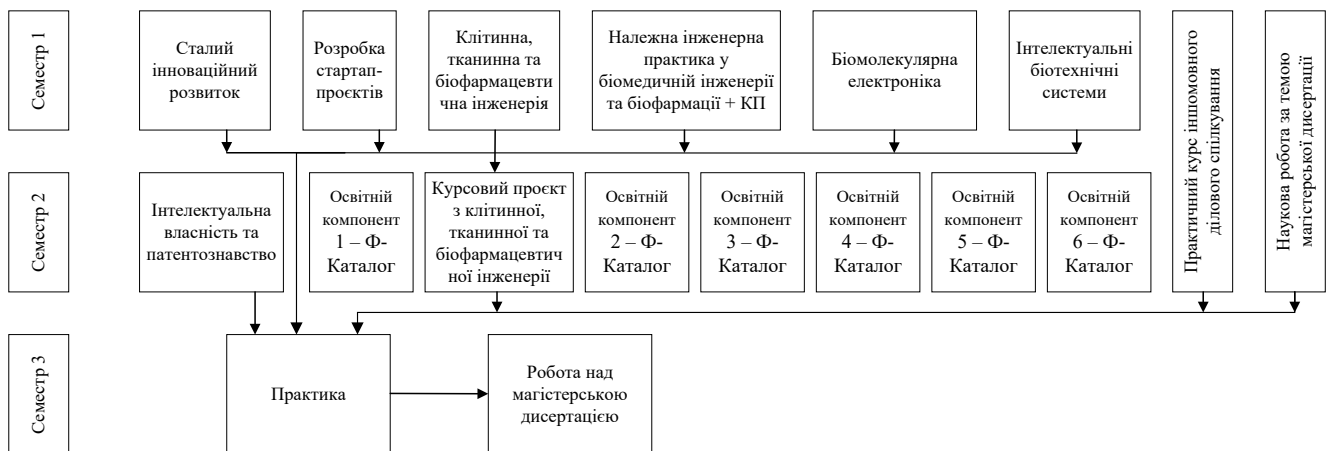 Семестр 1
Сталий
інноваційний
розвиток
Розробка
стартап-
проєктів
Клітинна,
тканинна та
біофармацевти
чна інженерія
Належна інженерна
практика у
біомедичній інженерії
та біофармації + КП
Біомолекулярна
електроніка
Інтелектуальні
біотехнічні
системи
Практичний курс іншомовного
ділового спілкування
Наукова робота за темою
магістерської дисертації
Семестр 2
Інтелектуальна
власність та
патентознавство
Освітній
компонент
1 – Ф-
Каталог
Курсовий проєкт
з клітинної,
тканинної та
біофармацевтич
ної інженерії
Освітній
компонент
2 – Ф-
Каталог
Освітній
компонент
3 – Ф-
Каталог
Освітній
компонент
4 – Ф-
Каталог
Освітній
компонент
5 – Ф-
Каталог
Освітній
компонент
6 – Ф-
Каталог
Семестр 3
Практика
Робота над
магістерською
дисертацією